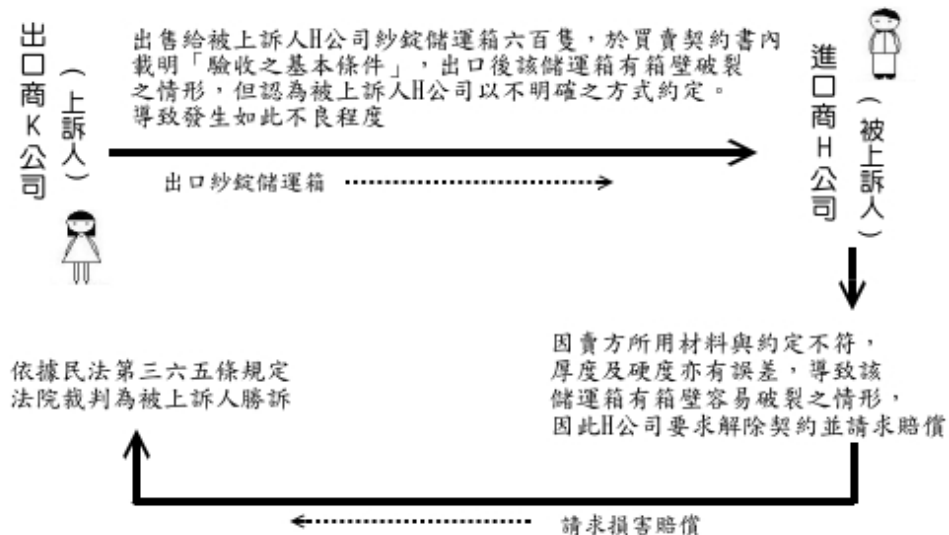 出口商K公司
（上訴人）
出售給被上訴人H公司紗錠儲運箱六百隻，於買賣契約書內
載明「驗收之基本條件」，出口後該儲運箱有箱壁破裂
之情形，但認為被上訴人H公司以不明確之方式約定。
導致發生如此不良程度
進口商H公司
（被上訴人）
出口紗錠儲運箱
因賣方所用材料與約定不符，
厚度及硬度亦有誤差，導致該
儲運箱有箱壁容易破裂之情形，
因此H公司要求解除契約並請求賠償
依據民法第三六五條規定
法院裁判為被上訴人勝訴
請求損害賠償